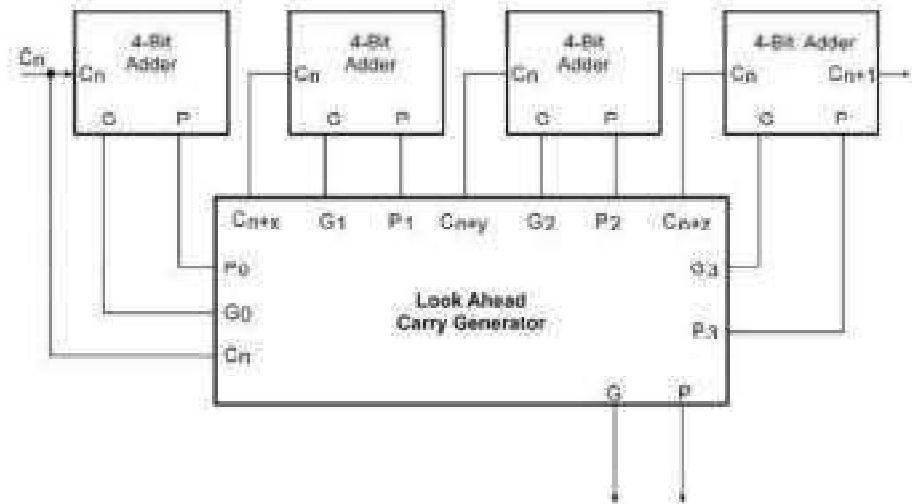 4-Bit Adder
4-Bit Adder
4-Bit Adder
4-Bit Adder
Cn
Cn
Cn
Cn
Cn
Cn+1
G P
G P
G P
G P
Cn+x G1 P1 Cn+y G2 P2 Cn+z
P0
G3
Look Ahead
Carry Generator
G0
P3
Cn
G P